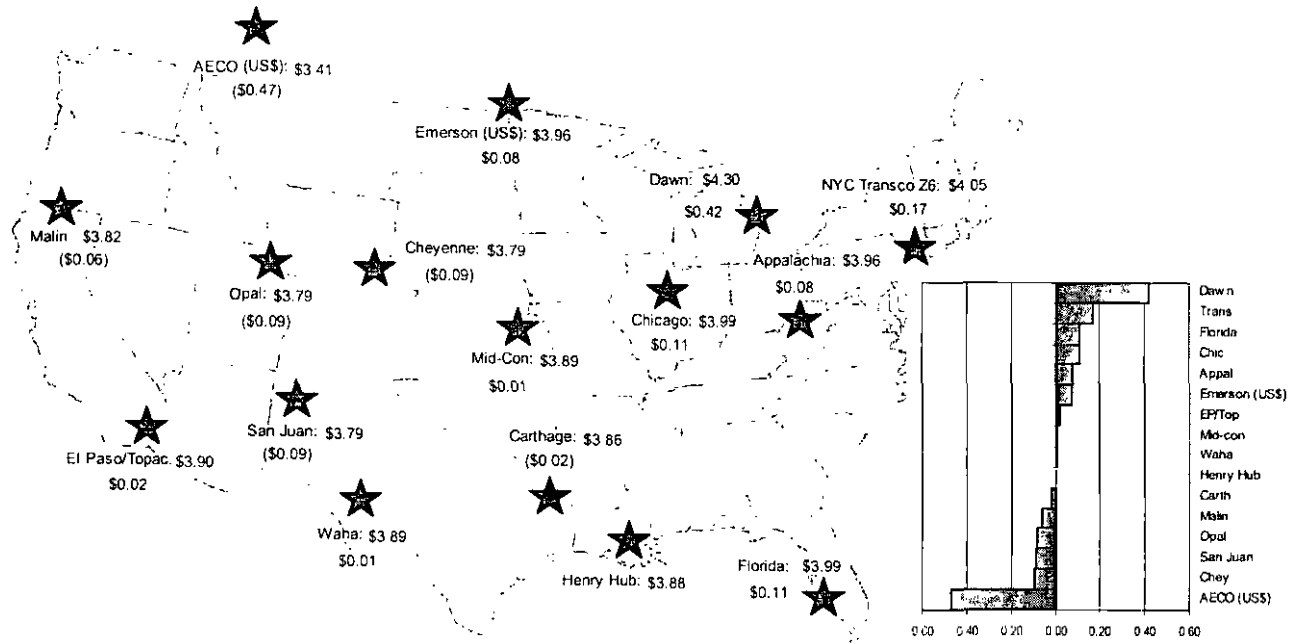 AECO (US$): $3.41
($0.47)
Emerson (US$): $3.96
$0.08
Dawn: $4.30
$0.42
NYC Transco Z6: $4.05
$0.17
Malin $3.82
($0.06)
Cheyenne: $3.79
($0.09)
Opal: $3.79
($0.09)
Appalachia: $3.96
$0.08
Chicago: $3.99
$0.11
Mid-Con: $3.89
$0.01
San Juan: $3.79
($0.09)
Carthage: $3.86
($0.02)
El Paso/Topac. $3.90
$0.02
Waha: $3.89
$0.01
Henry Hub: $3.88
Florida: $3.99
$0.11
Dawn
Trans
Florida
Chic
Appal
Emerson (US$)
EP/Top
Mid-con
Waha
Henry Hub
Carth
Malin
Opal
San Juan
Chey
AECO (US$)
0.60 0.40 0.20 0.00 0.20 0.40 0.60